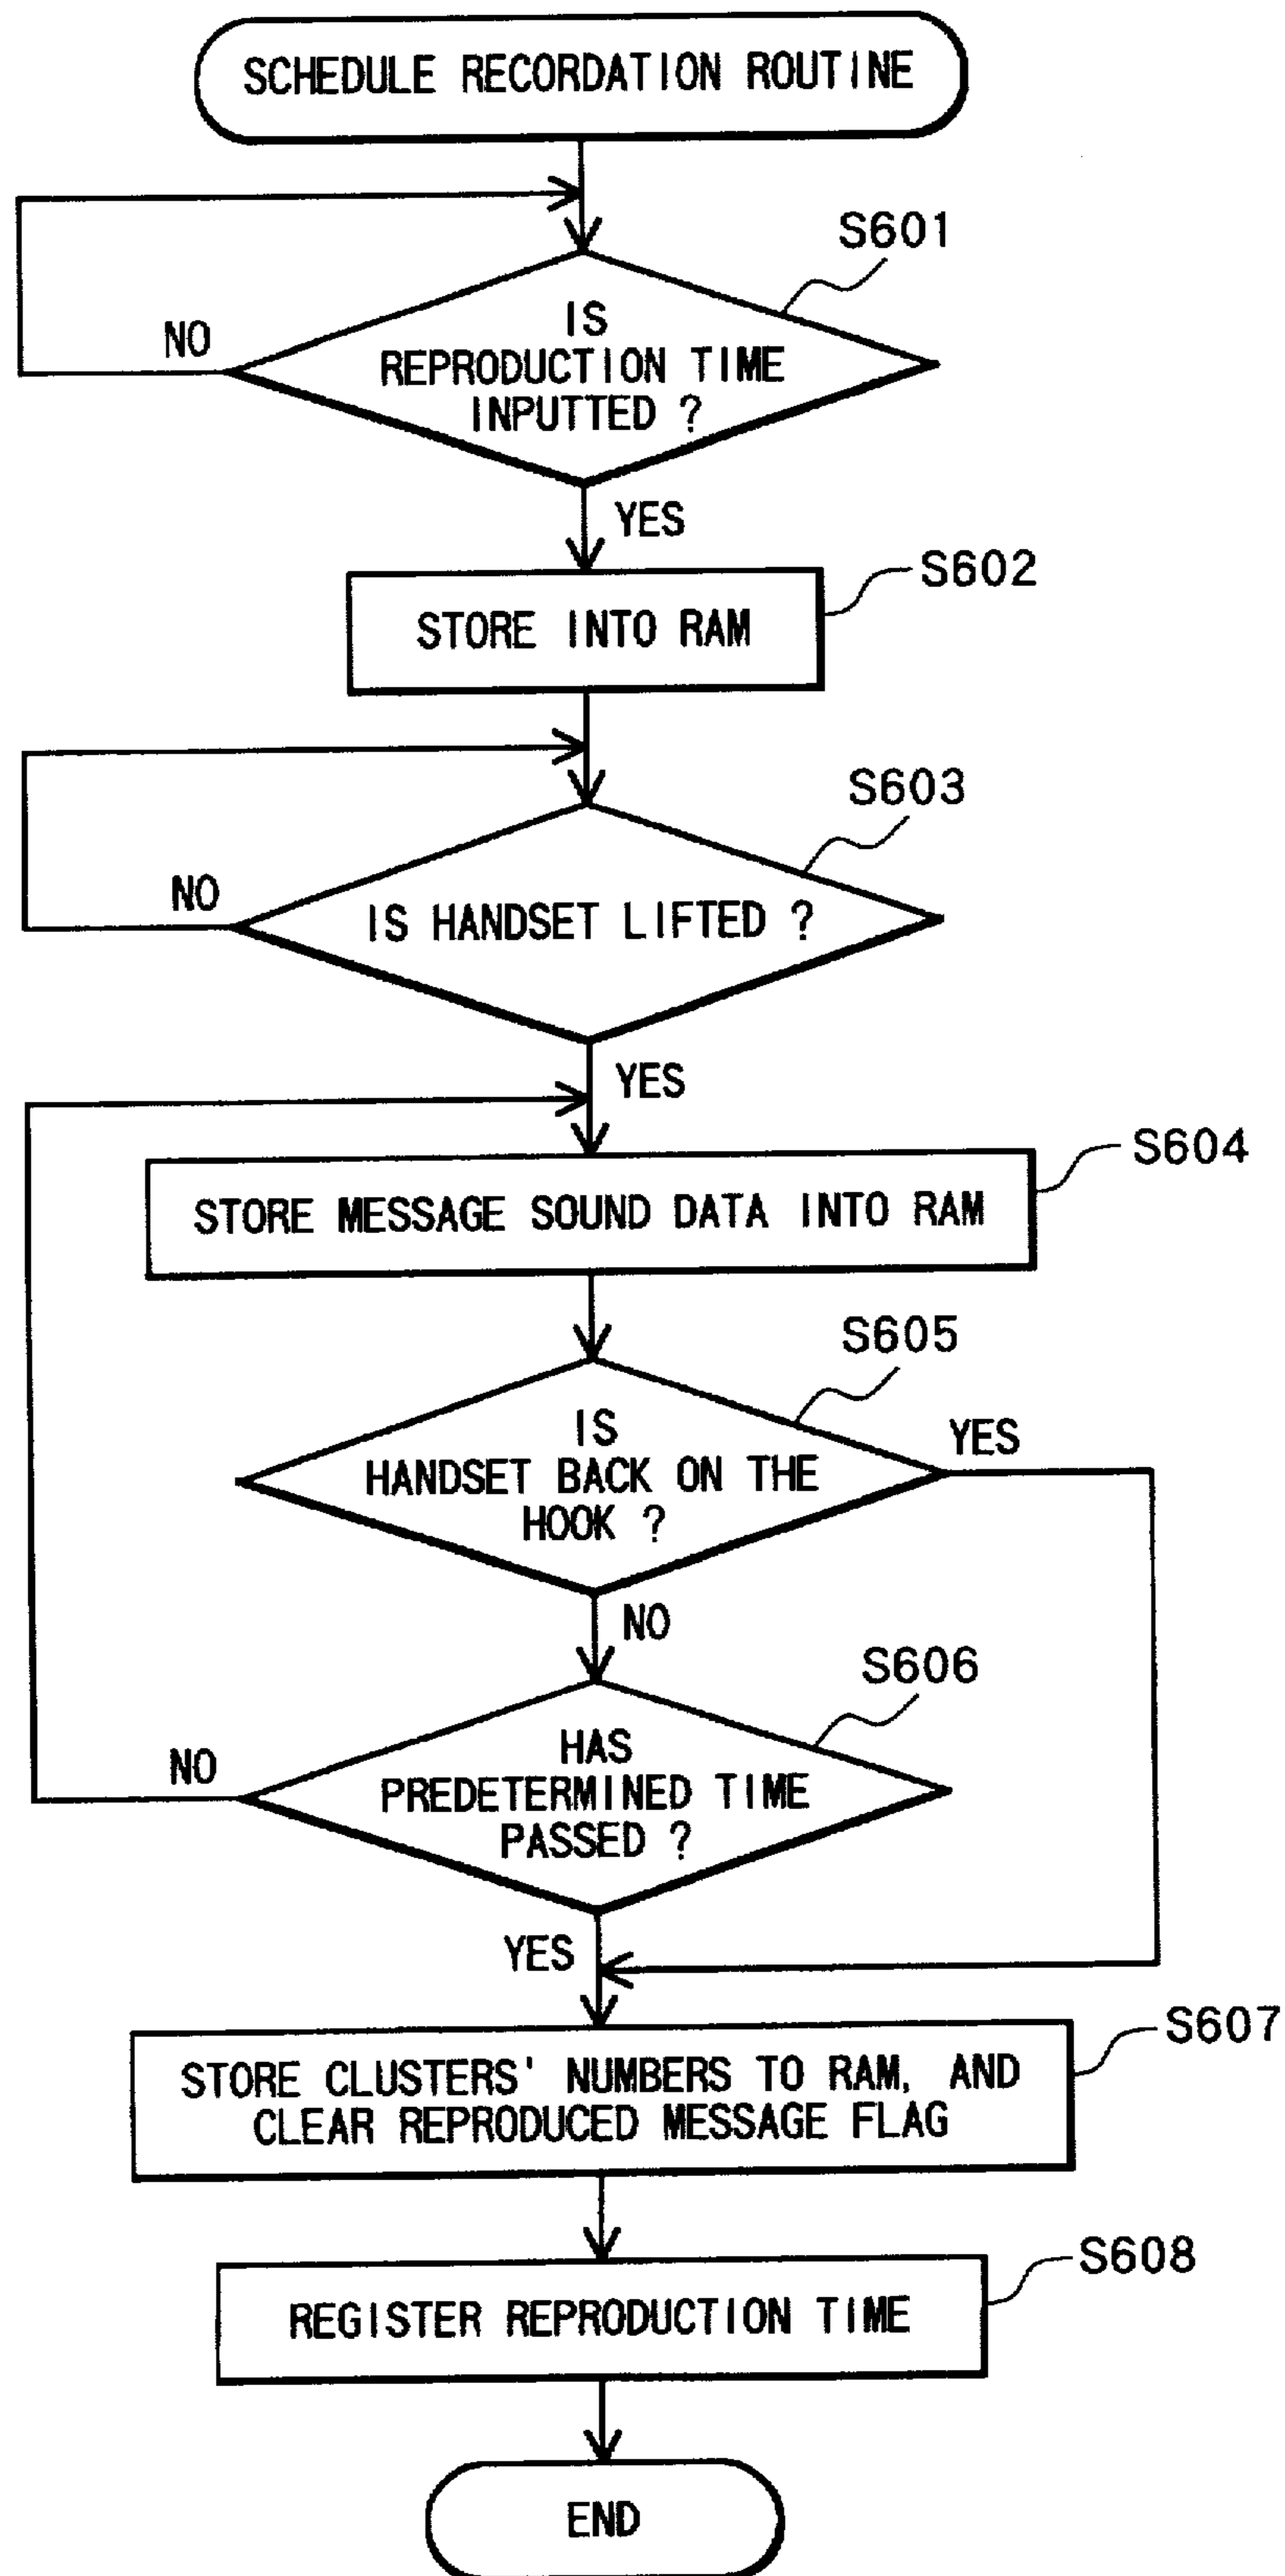 SCHEDULE RECORDATION ROUTINE
S601
IS
REPRODUCTION TIME
INPUTTED ?
NO
YES
S602
STORE INTO RAM
S603
NO
IS HANDSET LIFTED ?
YES
S604
STORE MESSAGE SOUND DATA INTO RAM
S605
IS
HANDSET BACK ON THE
HOOK ?
YES
NO
S606
HAS
PREDETERMINED TIME
PASSED ?
NO
YES
S607
STORE CLUSTERS' NUMBERS TO RAM, AND
CLEAR REPRODUCED MESSAGE FLAG
S608
REGISTER REPRODUCTION TIME
END